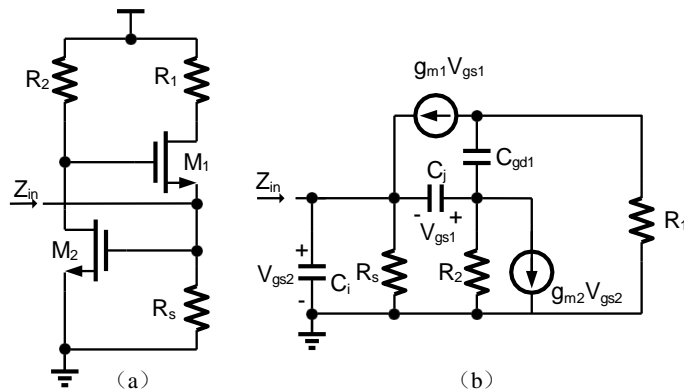 R2
R1
M1
Zin
M2
Rs
（a）
gm1Vgs1
Cgd1
Cj
Zin
- +
Vgs1
R1
+
Vgs2
-
Ci
Rs
R2
gm2Vgs2
（b）